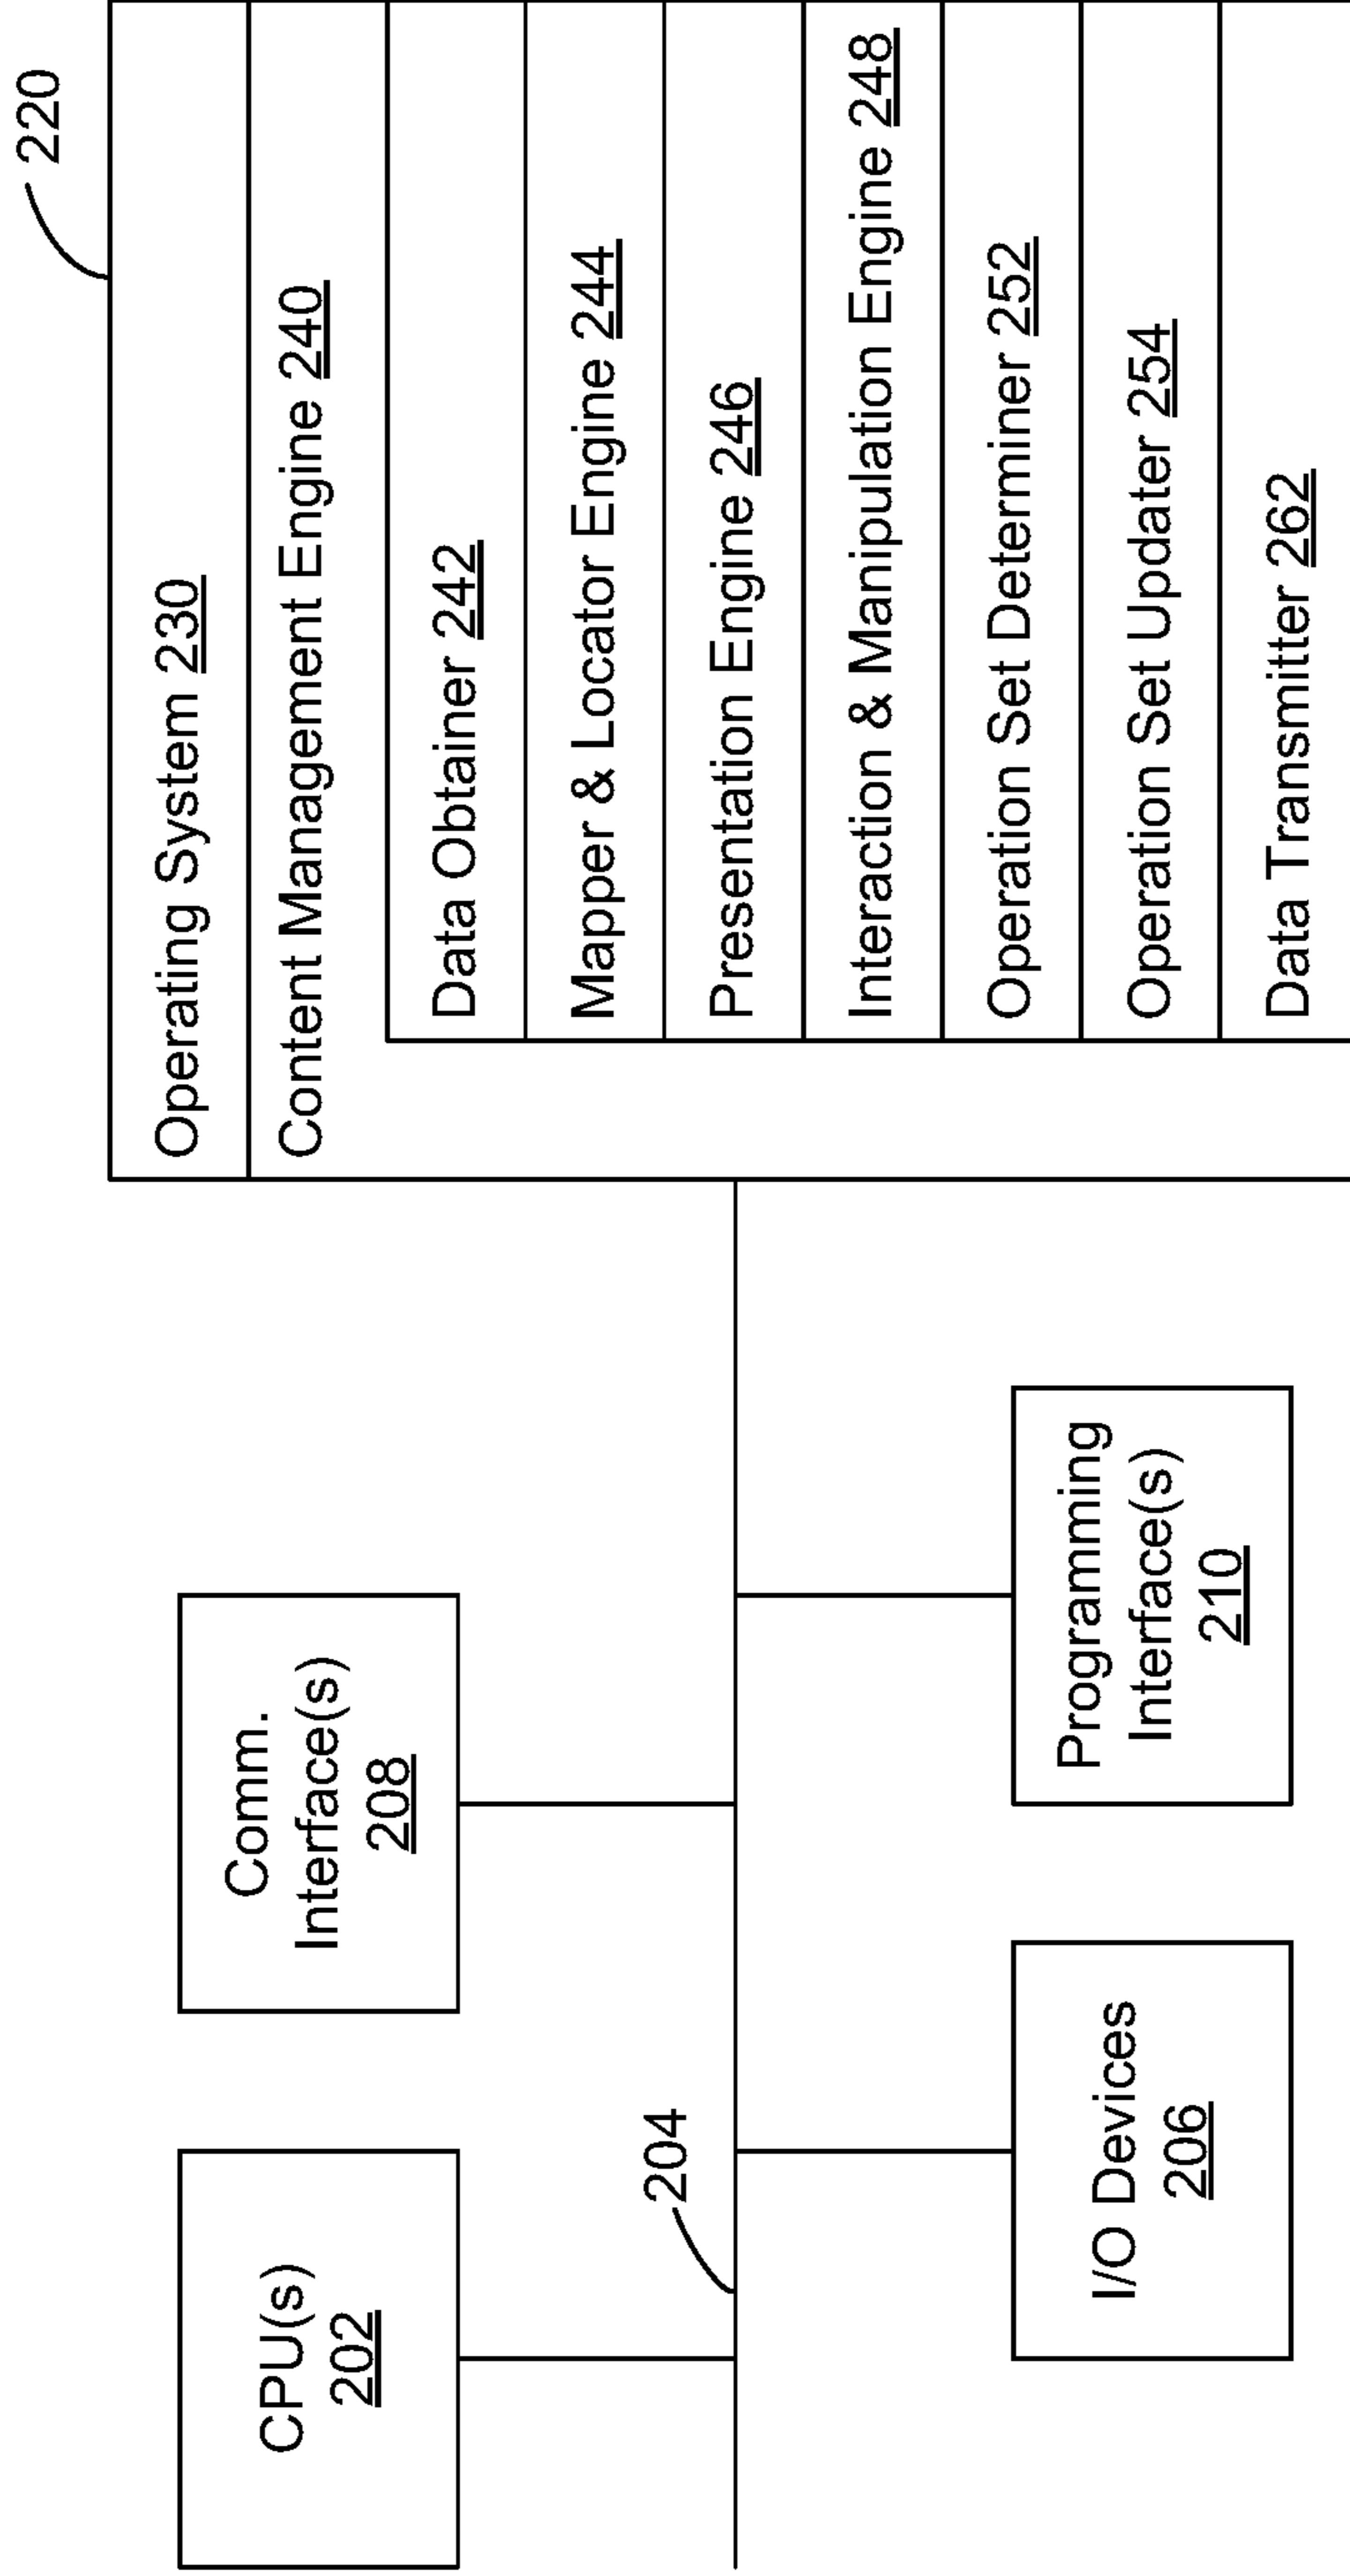 220
CPU(s)
202
Comm.
Interface(s)
208
204
I/O Devices
206
Programming
Interface(s)
210
Operating System 230
Content Management Engine 240
Data Obtainer 242
Mapper & Locator Engine 244
Presentation Engine 246
Interaction & Manipulation Engine 248
Operation Set Determiner 252
Operation Set Updater 254
Data Transmitter 262